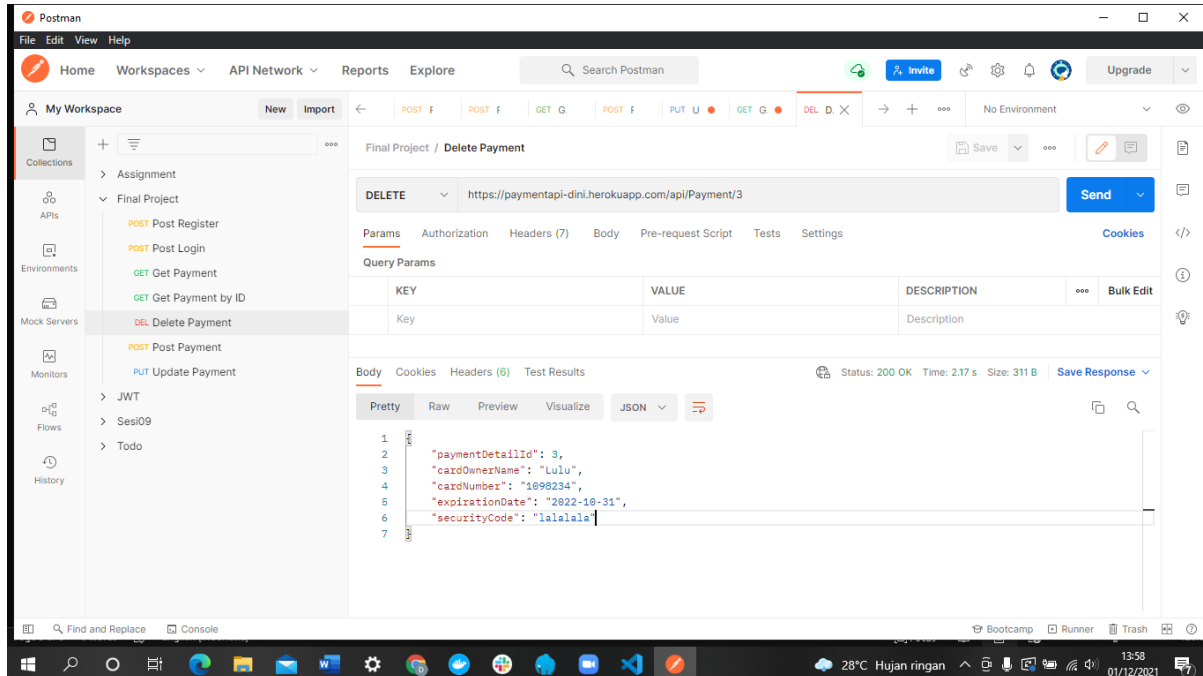 Postman
File Edit View Help
Home Workspaces API Network Reports Explore Search Postman Invite Upgrade
My Workspace New Import POST F POST F GET G. POST F PUT U GET G. DEL D. No Environment
Collections
APIs
Environments
Mock Servers
Monitors
Flows
History
Assignment
Final Project
POST Post Register
POST Post Login
GET Get Payment
GET Get Payment by ID
DEL Delete Payment
POST Post Payment
PUT Update Payment
JWT
Sesi09
Todo
Final Project / Delete Payment Save
DELETE https://paymentapi-dini.herokuapp.com/api/Payment/3 Send
Params Authorization Headers (7) Body Pre-request Script Tests Settings Cookies
Query Params
KEY VALUE DESCRIPTION Bulk Edit
Key Value Description
Body Cookies Headers (6) Test Results Status: 200 OK Time: 2.17 s Size: 311 B Save Response
Pretty Raw Preview Visualize JSON
1 {
2 "paymentDetailId": 3,
3 "cardOwnerName": "Lulu",
4 "cardNumber": "1098234",
5 "expirationDate": "2022-10-31",
6 "securityCode": "lalalala"
7 }
Find and Replace Console Bootcamp Runner Trash
28°C Hujan ringan 13:58
01/12/2021